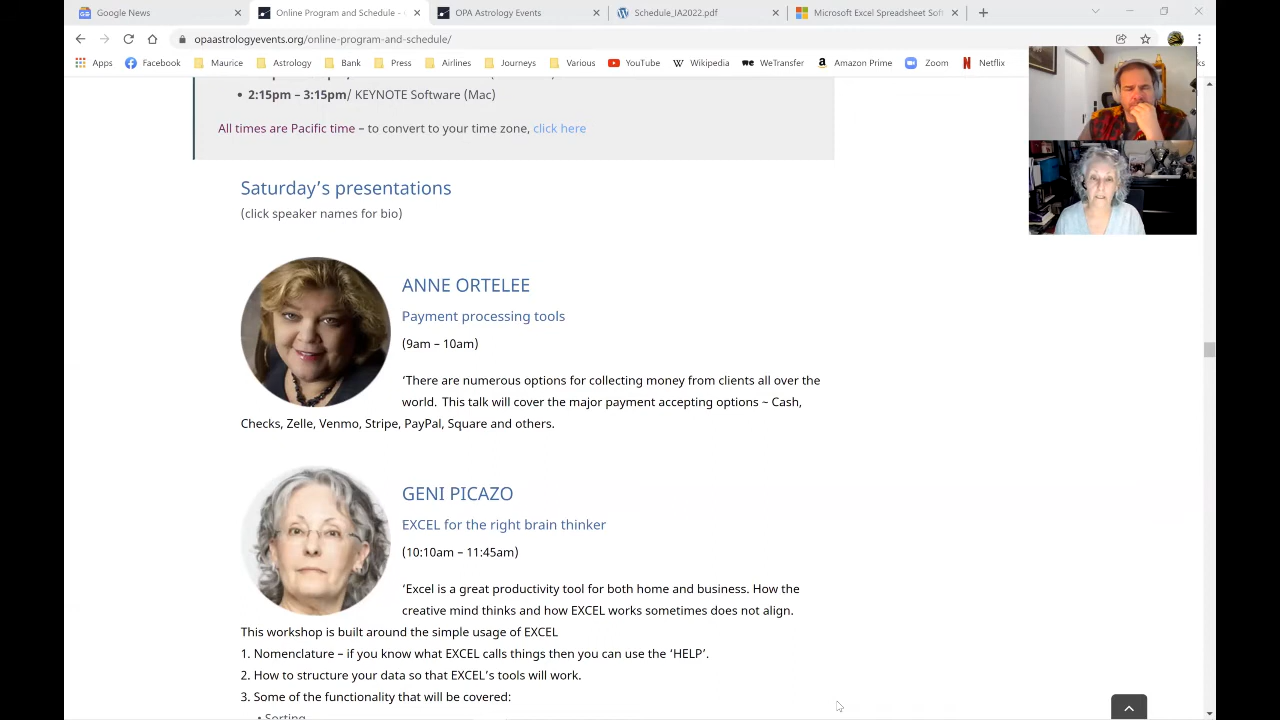 Google News
Online Program and Schedule -
OPA Astrology Events
Schedule_IA2022.pdf
Microsoft Excel Spreadsheet Soft
opaastrologyevents.org/online-program-and-schedule/
Apps
Facebook
Maurice
Astrology
Bank
Press
Airlines
Journeys
Various
YouTube
Wikipedia
WeTransfer
Amazon Prime
Zoom
Netflix
• 2:15pm – 3:15pm/ KEYNOTE Software (Mac)
All times are Pacific time – to convert to your time zone, click here
Saturday’s presentations
(click speaker names for bio)
ANNE ORTELEE
Payment processing tools
(9am – 10am)
‘There are numerous options for collecting money from clients all over the
world. This talk will cover the major payment accepting options ~ Cash,
Checks, Zelle, Venmo, Stripe, PayPal, Square and others.
GENI PICAZO
EXCEL for the right brain thinker
(10:10am – 11:45am)
‘Excel is a great productivity tool for both home and business. How the
creative mind thinks and how EXCEL works sometimes does not align.
This workshop is built around the simple usage of EXCEL
1. Nomenclature – if you know what EXCEL calls things then you can use the ‘HELP’.
2. How to structure your data so that EXCEL’s tools will work.
3. Some of the functionality that will be covered:
• Sorting